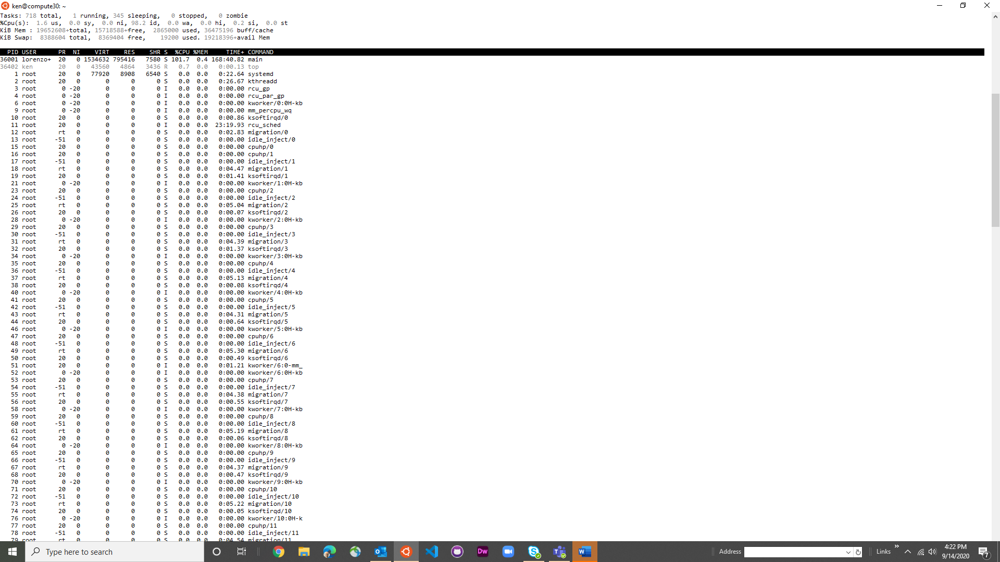 ken@compute30: ~
Tasks: 718 total,   1 running, 345 sleeping,   0 stopped,   0 zombie
%Cpu(s):  1.6 us,  0.0 sy,  0.0 ni, 98.2 id,  0.0 wa,  0.0 hi,  0.2 si,  0.0 st
KiB Mem : 19652608+total, 15718588+free,  2865000 used, 36475196 buff/cache
KiB Swap:  8388604 total,  8369404 free,    19200 used. 19218396+avail Mem
PID USER PR NI VIRT RES SHR S %CPU %MEM TIME+ COMMAND
36001 lorenzo+ 20 0 1534632 795416 7580 S 101.7 0.4 168:40.82 main
36402 ken 20 0 43560 4864 3436 R 0.7 0.0 0:00.13 top
1 root 20 0 77920 8908 6540 S 0.0 0.0 0:22.64 systemd
2 root 20 0 0 0 0 S 0.0 0.0 0:26.67 kthreadd
3 root 0 -20 0 0 0 I 0.0 0.0 0:00.00 rcu_gp
4 root 0 -20 0 0 0 I 0.0 0.0 0:00.00 rcu_par_gp
6 root 0 -20 0 0 0 I 0.0 0.0 0:00.00 kworker/0:0H-kb
9 root 0 -20 0 0 0 I 0.0 0.0 0:00.00 mm_percpu_wq
10 root 20 0 0 0 0 S 0.0 0.0 0:00.86 ksoftirqd/0
11 root 20 0 0 0 0 I 0.0 0.0 23:19.93 rcu_sched
12 root rt 0 0 0 0 S 0.0 0.0 0:02.83 migration/0
13 root -51 0 0 0 0 S 0.0 0.0 0:00.00 idle_inject/0
15 root 20 0 0 0 0 S 0.0 0.0 0:00.00 cpuhp/0
16 root 20 0 0 0 0 S 0.0 0.0 0:00.00 cpuhp/1
17 root -51 0 0 0 0 S 0.0 0.0 0:00.00 idle_inject/1
18 root rt 0 0 0 0 S 0.0 0.0 0:04.47 migration/1
19 root 20 0 0 0 0 S 0.0 0.0 0:01.41 ksoftirqd/1
21 root 0 -20 0 0 0 I 0.0 0.0 0:00.00 kworker/1:0H-kb
23 root 20 0 0 0 0 S 0.0 0.0 0:00.00 cpuhp/2
24 root -51 0 0 0 0 S 0.0 0.0 0:00.00 idle_inject/2
25 root rt 0 0 0 0 S 0.0 0.0 0:05.04 migration/2
26 root 20 0 0 0 0 S 0.0 0.0 0:00.07 ksoftirqd/2
28 root 0 -20 0 0 0 I 0.0 0.0 0:00.00 kworker/2:0H-kb
29 root 20 0 0 0 0 S 0.0 0.0 0:00.00 cpuhp/3
30 root -51 0 0 0 0 S 0.0 0.0 0:00.00 idle_inject/3
31 root rt 0 0 0 0 S 0.0 0.0 0:04.39 migration/3
32 root 20 0 0 0 0 S 0.0 0.0 0:01.37 ksoftirqd/3
34 root 0 -20 0 0 0 I 0.0 0.0 0:00.00 kworker/3:0H-kb
35 root 20 0 0 0 0 S 0.0 0.0 0:00.00 cpuhp/4
36 root -51 0 0 0 0 S 0.0 0.0 0:00.00 idle_inject/4
37 root rt 0 0 0 0 S 0.0 0.0 0:05.13 migration/4
38 root 20 0 0 0 0 S 0.0 0.0 0:00.08 ksoftirqd/4
40 root 0 -20 0 0 0 I 0.0 0.0 0:00.00 kworker/4:0H-kb
41 root 20 0 0 0 0 S 0.0 0.0 0:00.00 cpuhp/5
42 root -51 0 0 0 0 S 0.0 0.0 0:00.00 idle_inject/5
43 root rt 0 0 0 0 S 0.0 0.0 0:04.31 migration/5
44 root 20 0 0 0 0 S 0.0 0.0 0:00.64 ksoftirqd/5
46 root 0 -20 0 0 0 I 0.0 0.0 0:00.00 kworker/5:0H-kb
47 root 20 0 0 0 0 S 0.0 0.0 0:00.00 cpuhp/6
48 root -51 0 0 0 0 S 0.0 0.0 0:00.00 idle_inject/6
49 root rt 0 0 0 0 S 0.0 0.0 0:05.30 migration/6
50 root 20 0 0 0 0 S 0.0 0.0 0:00.49 ksoftirqd/6
51 root 20 0 0 0 0 I 0.0 0.0 0:01.21 kworker/6:0-mm_
52 root 0 -20 0 0 0 I 0.0 0.0 0:00.00 kworker/6:0H-kb
53 root 20 0 0 0 0 S 0.0 0.0 0:00.00 cpuhp/7
54 root -51 0 0 0 0 S 0.0 0.0 0:00.00 idle_inject/7
55 root rt 0 0 0 0 S 0.0 0.0 0:04.38 migration/7
56 root 20 0 0 0 0 S 0.0 0.0 0:00.55 ksoftirqd/7
58 root 0 -20 0 0 0 I 0.0 0.0 0:00.00 kworker/7:0H-kb
59 root 20 0 0 0 0 S 0.0 0.0 0:00.00 cpuhp/8
60 root -51 0 0 0 0 S 0.0 0.0 0:00.00 idle_inject/8
61 root rt 0 0 0 0 S 0.0 0.0 0:05.19 migration/8
62 root 20 0 0 0 0 S 0.0 0.0 0:00.06 ksoftirqd/8
64 root 0 -20 0 0 0 I 0.0 0.0 0:00.00 kworker/8:0H-kb
65 root 20 0 0 0 0 S 0.0 0.0 0:00.00 cpuhp/9
66 root -51 0 0 0 0 S 0.0 0.0 0:00.00 idle_inject/9
67 root rt 0 0 0 0 S 0.0 0.0 0:04.37 migration/9
68 root 20 0 0 0 0 S 0.0 0.0 0:00.47 ksoftirqd/9
70 root 0 -20 0 0 0 I 0.0 0.0 0:00.00 kworker/9:0H-kb
71 root 20 0 0 0 0 S 0.0 0.0 0:00.00 cpuhp/10
72 root -51 0 0 0 0 S 0.0 0.0 0:00.00 idle_inject/10
73 root rt 0 0 0 0 S 0.0 0.0 0:05.22 migration/10
74 root 20 0 0 0 0 S 0.0 0.0 0:00.05 ksoftirqd/10
76 root 0 -20 0 0 0 I 0.0 0.0 0:00.00 kworker/10:0H-k
77 root 20 0 0 0 0 S 0.0 0.0 0:00.00 cpuhp/11
78 root -51 0 0 0 0 S 0.0 0.0 0:00.00 idle_inject/11
79 root rt 0 0 0 0 S 0.0 0.0 0:04.54 migration/11
Type here to search
Dw
Address
Links
4:22 PM
9/14/2020
7